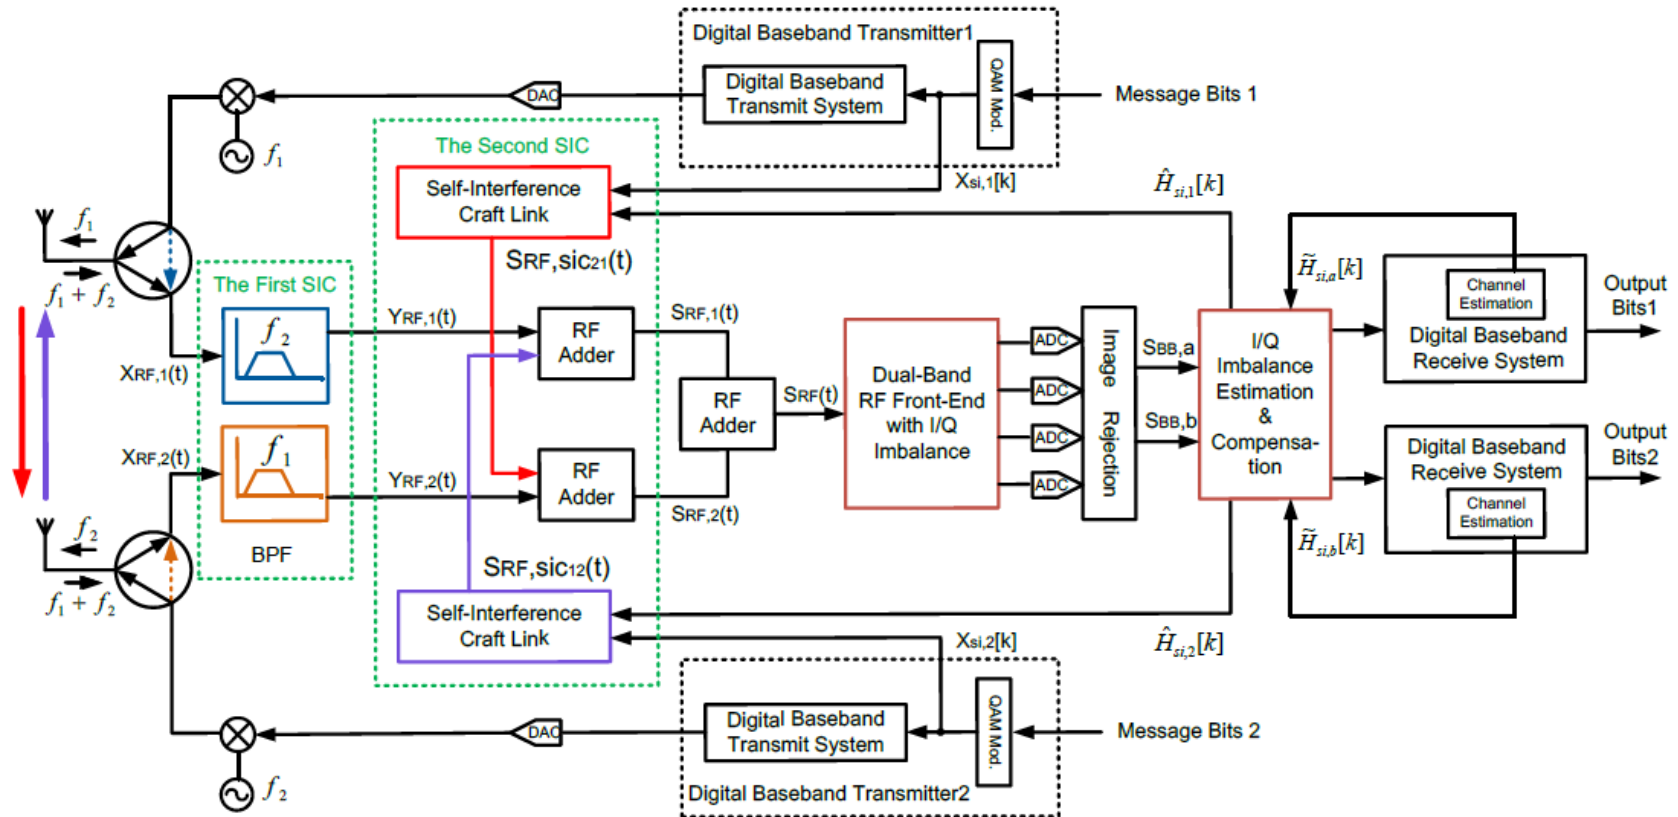 Digital Baseband Transmitter1
Digital Baseband
Transmit System
QAM Mod.
Message Bits 1
DAC
f₁
The Second SIC
Self-Interference
Craft Link
Xsi,1[k]
Ĥsi,1[k]
SRF,sic21(t)
f₁
f₁ + f₂
The First SIC
f₂
XRF,1(t)
YRF,1(t)
RF
Adder
SRF,1(t)
RF
Adder
SRF(t)
Dual-Band
RF Front-End
with I/Q
Imbalance
ADC
ADC
ADC
ADC
Image Rejection
SBB,a
SBB,b
I/Q
Imbalance
Estimation
&
Compensa-
tion
H̃si,a[k]
Channel
Estimation
Digital Baseband
Receive System
Output
Bits1
XRF,2(t)
f₁
BPF
YRF,2(t)
RF
Adder
SRF,2(t)
Digital Baseband
Receive System
Channel
Estimation
H̃si,b[k]
Output
Bits2
f₂
f₁ + f₂
SRF,sic12(t)
Self-Interference
Craft Link
Xsi,2[k]
Ĥsi,2[k]
f₂
DAC
Digital Baseband
Transmit System
QAM Mod.
Message Bits 2
Digital Baseband Transmitter2